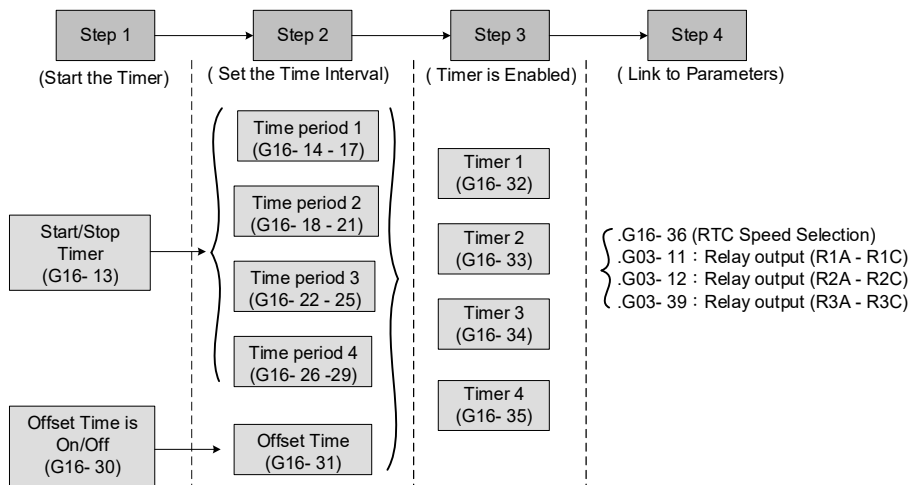 Step 1
Step 2
Step 3
Step 4
(Start the Timer)
( Set the Time Interval)
( Timer is Enabled)
( Link to Parameters)
Start/Stop
Timer
(G16- 13)
Offset Time is
On/Off
(G16- 30)
Time period 1
(G16- 14 - 17)
Time period 2
(G16- 18 - 21)
Time period 3
(G16- 22 - 25)
Time period 4
(G16- 26 -29)
Offset Time
(G16- 31)
Timer 1
(G16- 32)
Timer 2
(G16- 33)
Timer 3
(G16- 34)
Timer 4
(G16- 35)
.G16- 36 (RTC Speed Selection)
.G03- 11：Relay output (R1A - R1C)
.G03- 12：Relay output (R2A - R2C)
.G03- 39：Relay output (R3A - R3C)